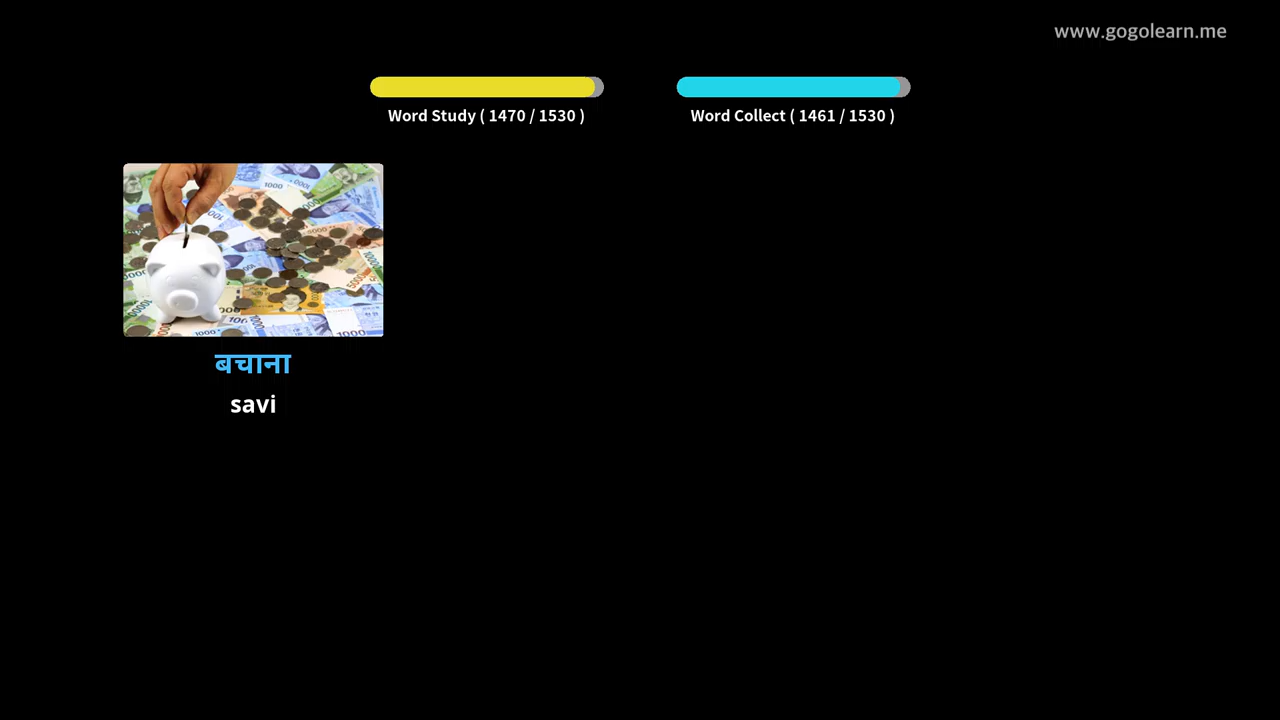 www.gogolearn.me
Word Study ( 1470 / 1530 )
Word Collect ( 1461 / 1530 )
बचाना
savi